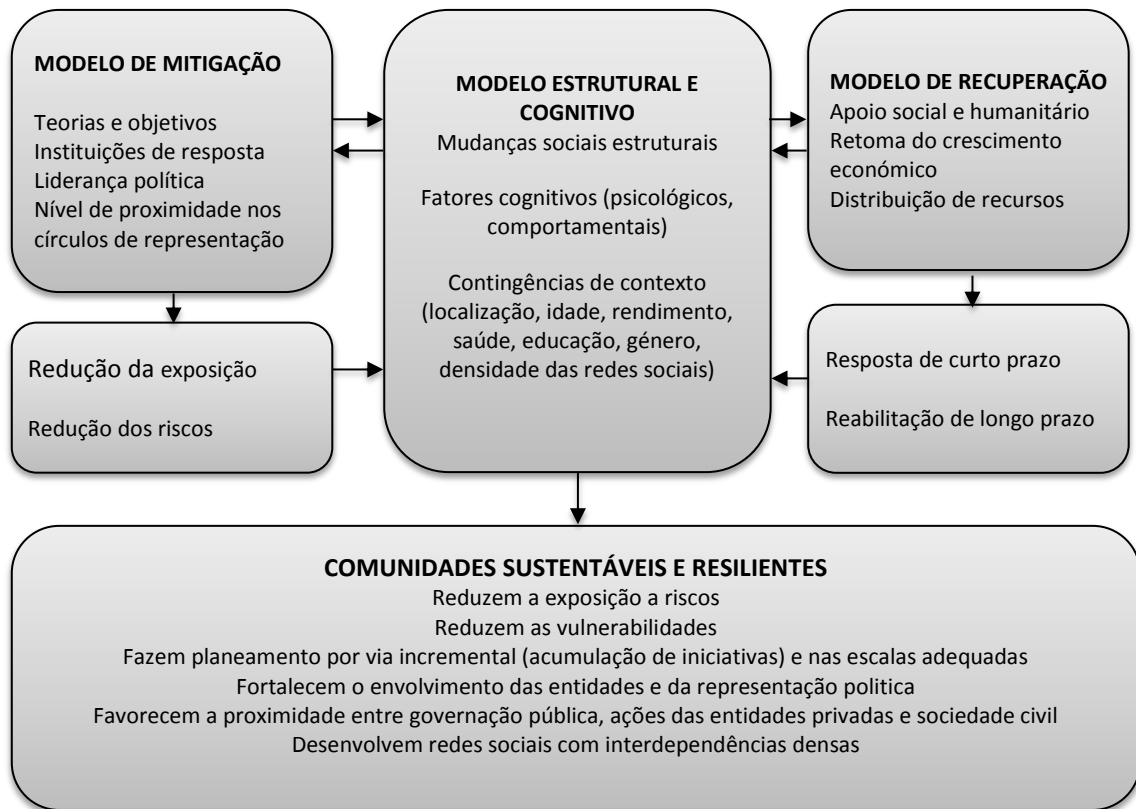 MODELO DE MITIGAÇÃO
Teorias e objetivos
Instituições de resposta
Liderança política
Nível de proximidade nos
círculos de representação
MODELO ESTRUTURAL E
COGNITIVO
Mudanças sociais estruturais
Fatores cognitivos (psicológicos,
comportamentais)
Contingências de contexto
(localização, idade, rendimento,
saúde, educação, género,
densidade das redes sociais)
MODELO DE RECUPERAÇÃO
Apoio social e humanitário
Retoma do crescimento
económico
Distribuição de recursos
Redução da exposição
Redução dos riscos
Resposta de curto prazo
Reabilitação de longo prazo
COMUNIDADES SUSTENTÁVEIS E RESILIENTES
Reduzem a exposição a riscos
Reduzem as vulnerabilidades
Fazem planeamento por via incremental (acumulação de iniciativas) e nas escalas adequadas
Fortalecem o envolvimento das entidades e da representação politica
Favorecem a proximidade entre governação pública, ações das entidades privadas e sociedade civil
Desenvolvem redes sociais com interdependências densas